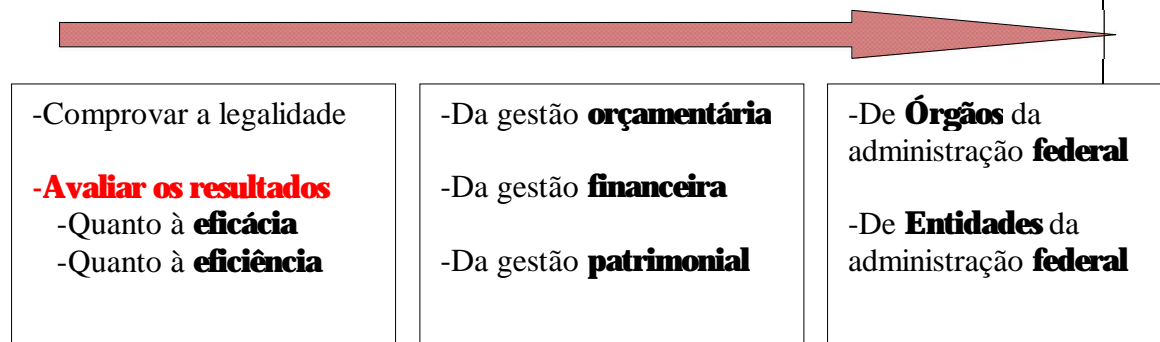 -Comprovar a legalidade
-Avaliar os resultados
-Quanto à eficácia
-Quanto à eficiência
-Da gestão orçamentária
-Da gestão financeira
-Da gestão patrimonial
-De Órgãos da
administração federal
-De Entidades da
administração federal